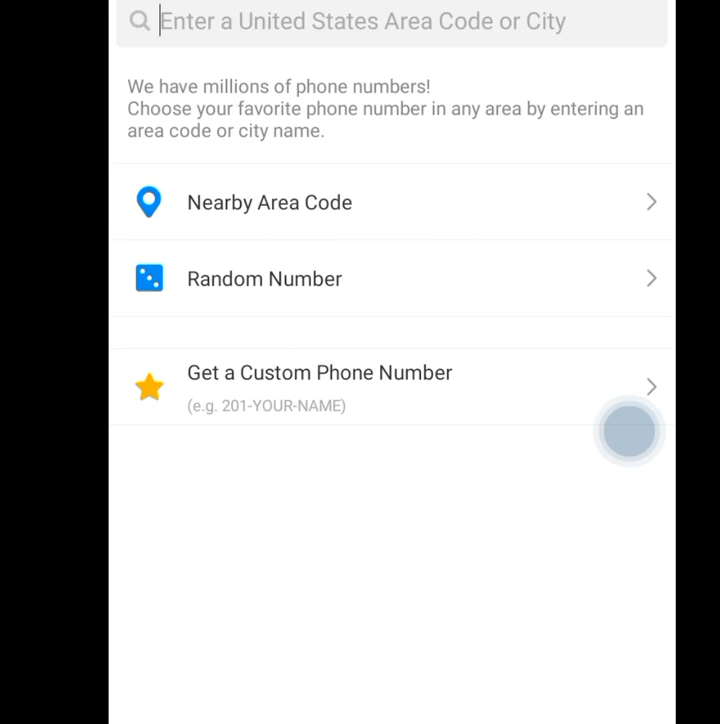 Enter a United States Area Code or City
We have millions of phone numbers!
Choose your favorite phone number in any area by entering an
area code or city name.
Nearby Area Code
Random Number
Get a Custom Phone Number
(e.g. 201-YOUR-NAME)